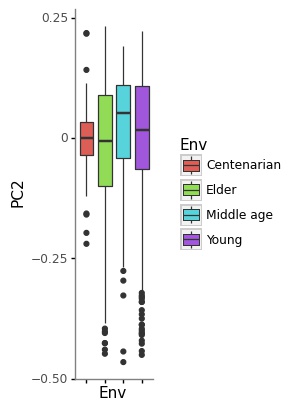 0.25
0
−0.25
−0.50
PC2
Env
Env
Centenarian
Elder
Middle age
Young